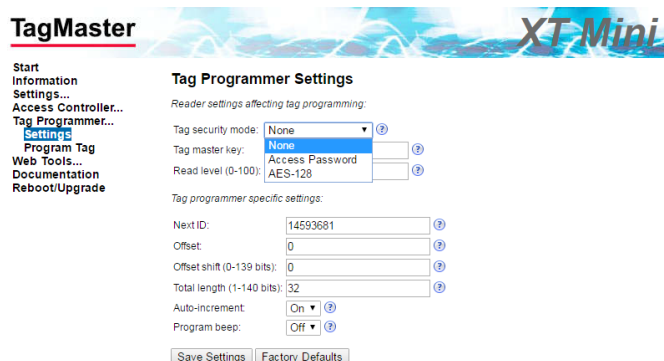 TagMaster
XT Mini
Start
Information
Settings...
Access Controller...
Tag Programmer...
Settings
Program Tag
Web Tools...
Documentation
Reboot/Upgrade
Tag Programmer Settings
Reader settings affecting tag programming:
Tag security mode: None ?
None
Access Password
AES-128
Tag master key: ?
Read level (0-100): ?
Tag programmer specific settings:
Next ID: 14593681 ?
Offset: 0 ?
Offset shift (0-139 bits): 0 ?
Total length (1-140 bits): 32 ?
Auto-increment: On ?
Program beep: Off ?
Save Settings Factory Defaults